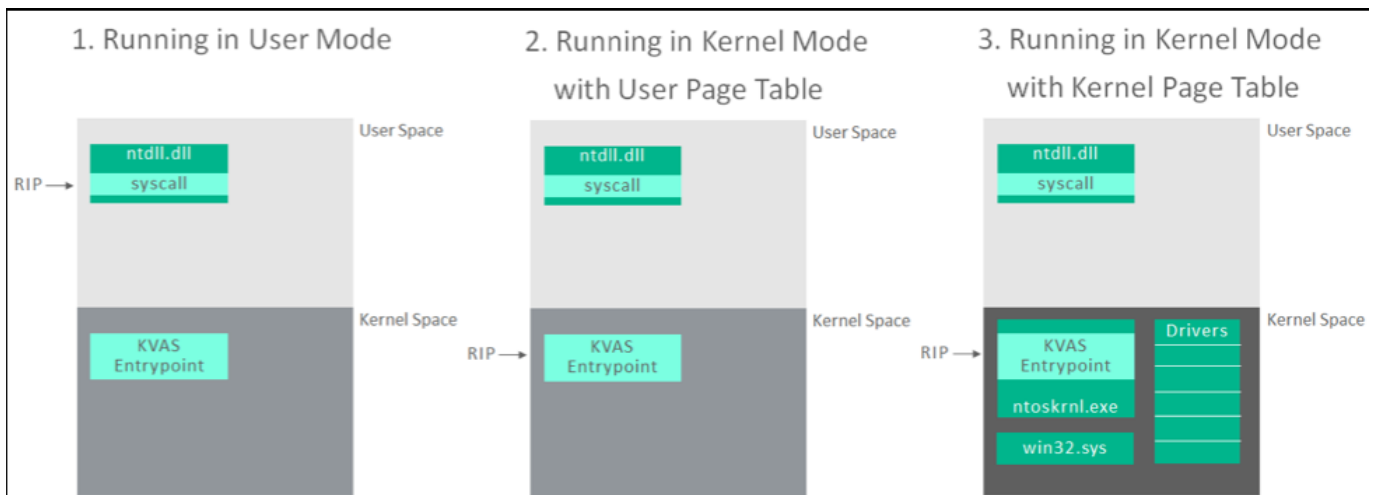 1. Running in User Mode
User Space
ntdll.dll
RIP
syscall
Kernel Space
KVAS
Entrypoint
2. Running in Kernel Mode
with User Page Table
User Space
ntdll.dll
syscall
Kernel Space
KVAS
RIP
Entrypoint
3. Running in Kernel Mode
with Kernel Page Table
User Space
ntdll.dll
syscall
Kernel Space
Drivers
KVAS
RIP
Entrypoint
ntoskrnl.exe
win32.sys